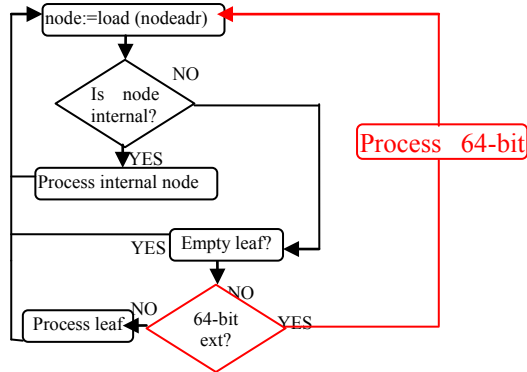 node:=load (nodeadr)
NO
Is node
internal?
YES
Process 64-bit
Process internal node
YES
Empty leaf?
NO
NO
Process leaf
64-bit
ext?
YES